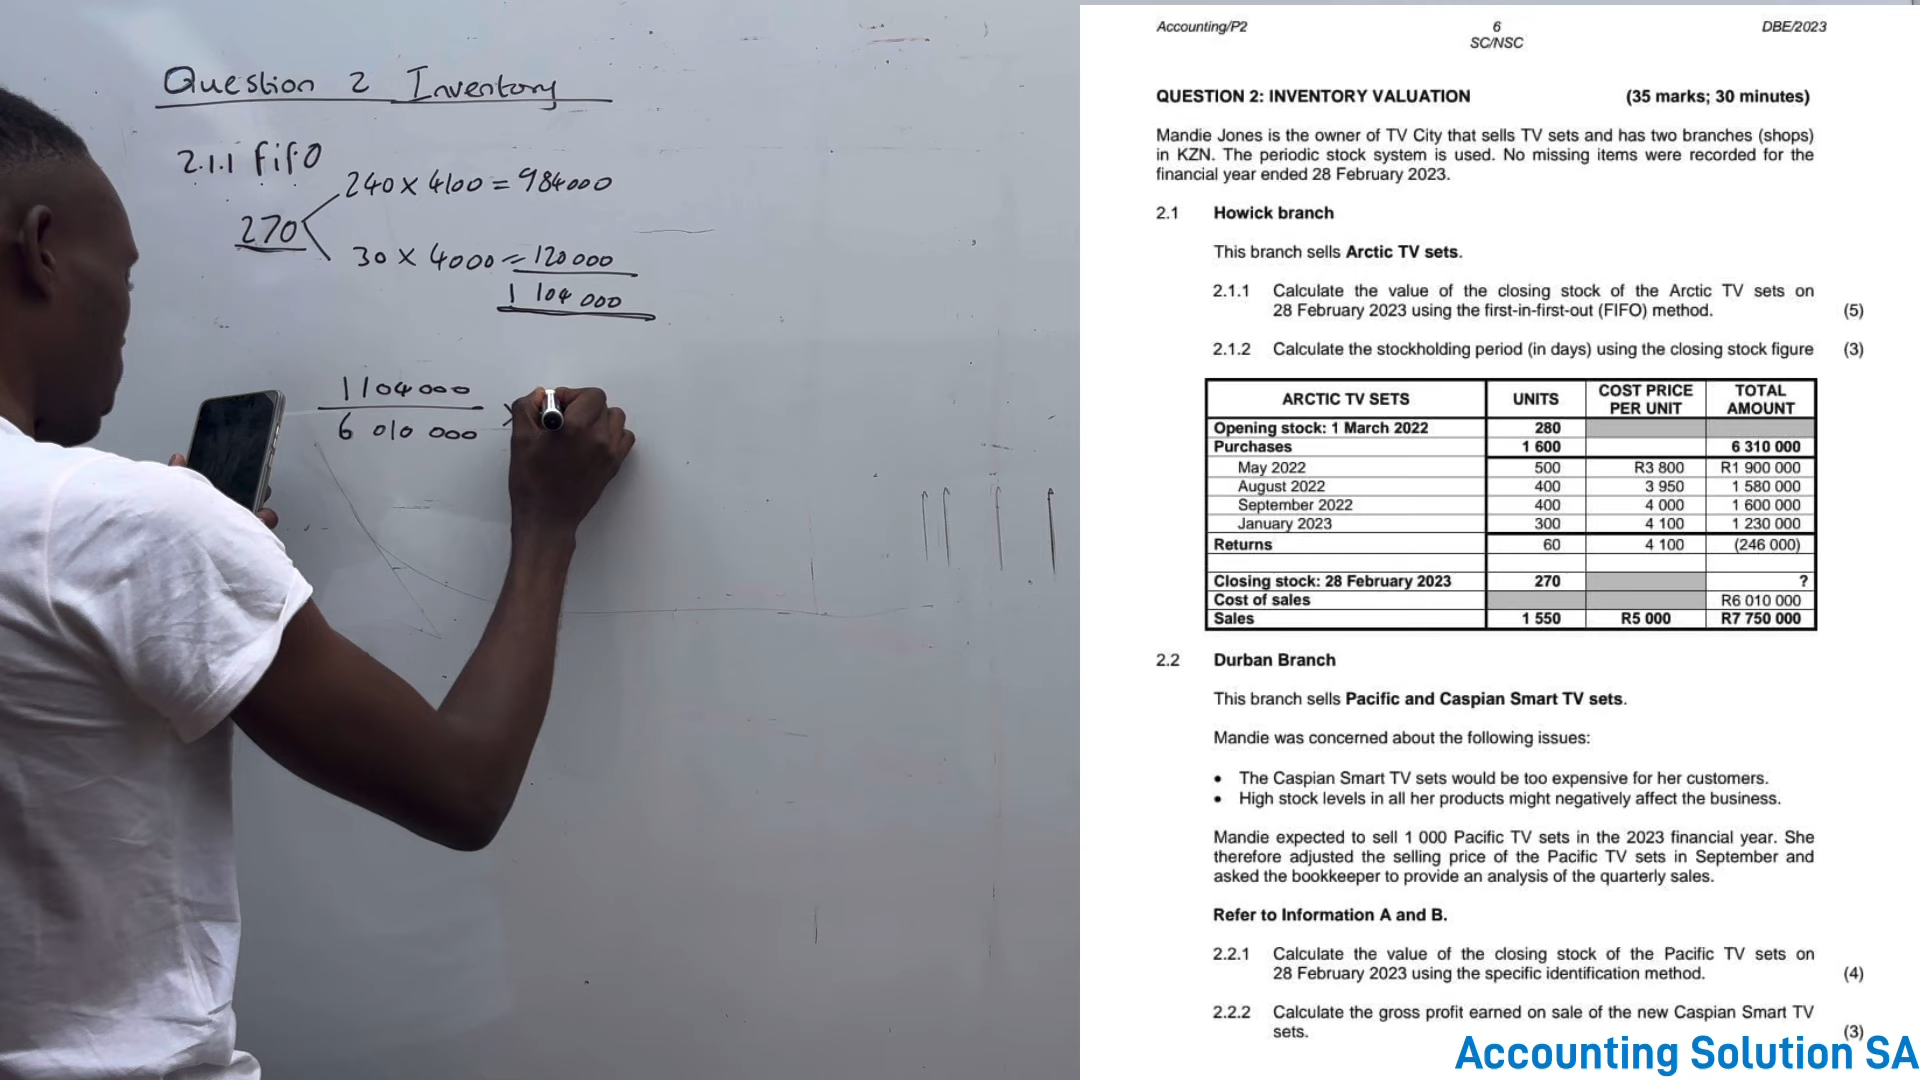 Question 2 Inventory
2.1.1 fifo
240 x 4100 = 984000
270
30 x 4000 = 120 000
1 104 000
1104000
6 010 000
x
Accounting/P2 6 DBE/2023
SC/NSC
QUESTION 2: INVENTORY VALUATION (35 marks; 30 minutes)
Mandie Jones is the owner of TV City that sells TV sets and has two branches (shops)
in KZN. The periodic stock system is used. No missing items were recorded for the
financial year ended 28 February 2023.
2.1 Howick branch
This branch sells Arctic TV sets.
2.1.1 Calculate the value of the closing stock of the Arctic TV sets on
28 February 2023 using the first-in-first-out (FIFO) method. (5)
2.1.2 Calculate the stockholding period (in days) using the closing stock figure (3)
ARCTIC TV SETS UNITS COST PRICE PER UNIT TOTAL AMOUNT
Opening stock: 1 March 2022 280
Purchases 1 600 6 310 000
May 2022 500 R3 800 R1 900 000
August 2022 400 3 950 1 580 000
September 2022 400 4 000 1 600 000
January 2023 300 4 100 1 230 000
Returns 60 4 100 (246 000)
Closing stock: 28 February 2023 270 ?
Cost of sales R6 010 000
Sales 1 550 R5 000 R7 750 000
2.2 Durban Branch
This branch sells Pacific and Caspian Smart TV sets.
Mandie was concerned about the following issues:
• The Caspian Smart TV sets would be too expensive for her customers.
• High stock levels in all her products might negatively affect the business.
Mandie expected to sell 1 000 Pacific TV sets in the 2023 financial year. She
therefore adjusted the selling price of the Pacific TV sets in September and
asked the bookkeeper to provide an analysis of the quarterly sales.
Refer to Information A and B.
2.2.1 Calculate the value of the closing stock of the Pacific TV sets on
28 February 2023 using the specific identification method. (4)
2.2.2 Calculate the gross profit earned on sale of the new Caspian Smart TV
sets. (3)
Accounting Solution SA